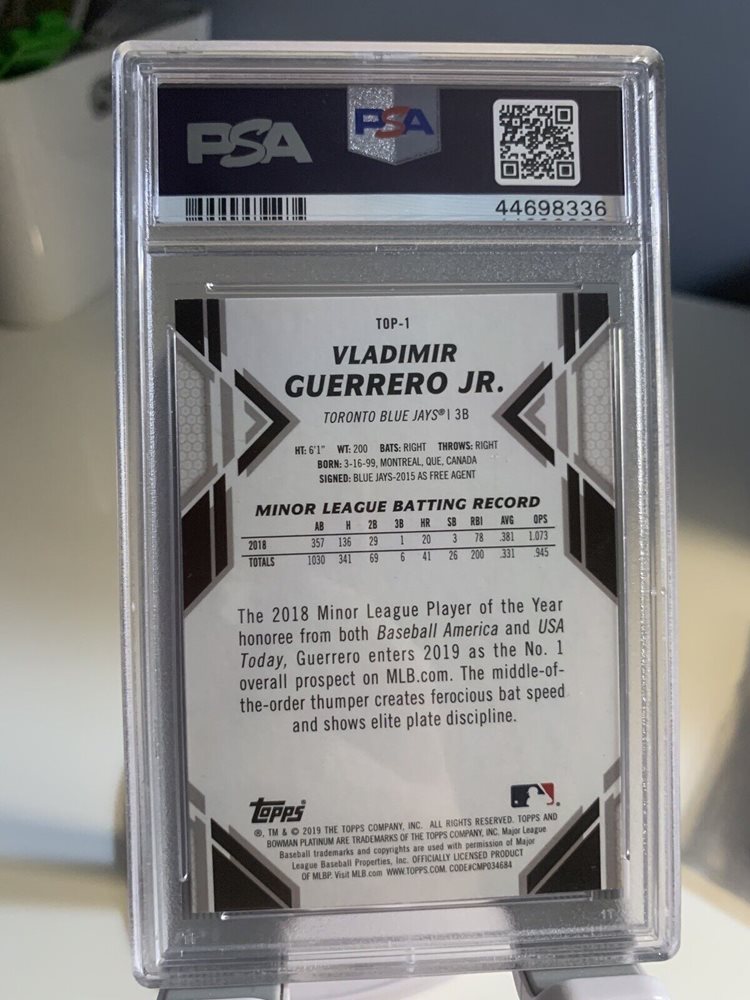 PSA PSA
44698336
TOP-1
VLADIMIR
GUERRERO JR.
TORONTO BLUE JAYS® | 3B
HT: 6'1" WT: 200 BATS: RIGHT THROWS: RIGHT
BORN: 3-16-99, MONTREAL, QUE, CANADA
SIGNED: BLUE JAYS-2015 AS FREE AGENT
MINOR LEAGUE BATTING RECORD
AB H 2B 3B HR SB RBI AVG OPS
2018 357 136 29 1 20 3 78 .381 1.073
TOTALS 1030 341 69 6 41 26 200 .331 .945
The 2018 Minor League Player of the Year
honoree from both Baseball America and USA
Today, Guerrero enters 2019 as the No. 1
overall prospect on MLB.com. The middle-of-
the-order thumper creates ferocious bat speed
and shows elite plate discipline.
Topps
®, TM & © 2019 THE TOPPS COMPANY, INC. ALL RIGHTS RESERVED. TOPPS AND
BOWMAN PLATINUM ARE TRADEMARKS OF THE TOPPS COMPANY, INC. Major League
Baseball trademarks and copyrights are used with permission of Major
League Baseball Properties, Inc. OFFICIALLY LICENSED PRODUCT
OF MLBP. Visit MLB.com WWW.TOPPS.COM. CODE#CMP034684